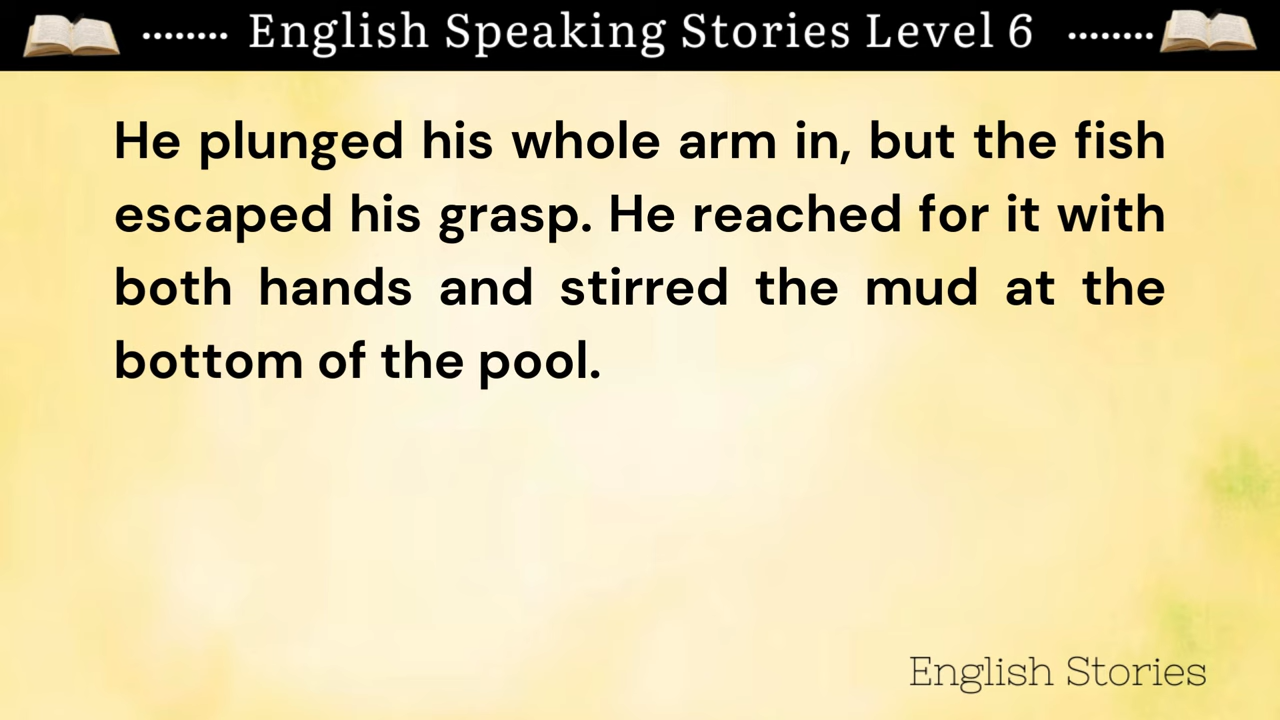 ........ English Speaking Stories Level 6 ........
He plunged his whole arm in, but the fish
escaped his grasp. He reached for it with
both hands and stirred the mud at the
bottom of the pool.
English Stories